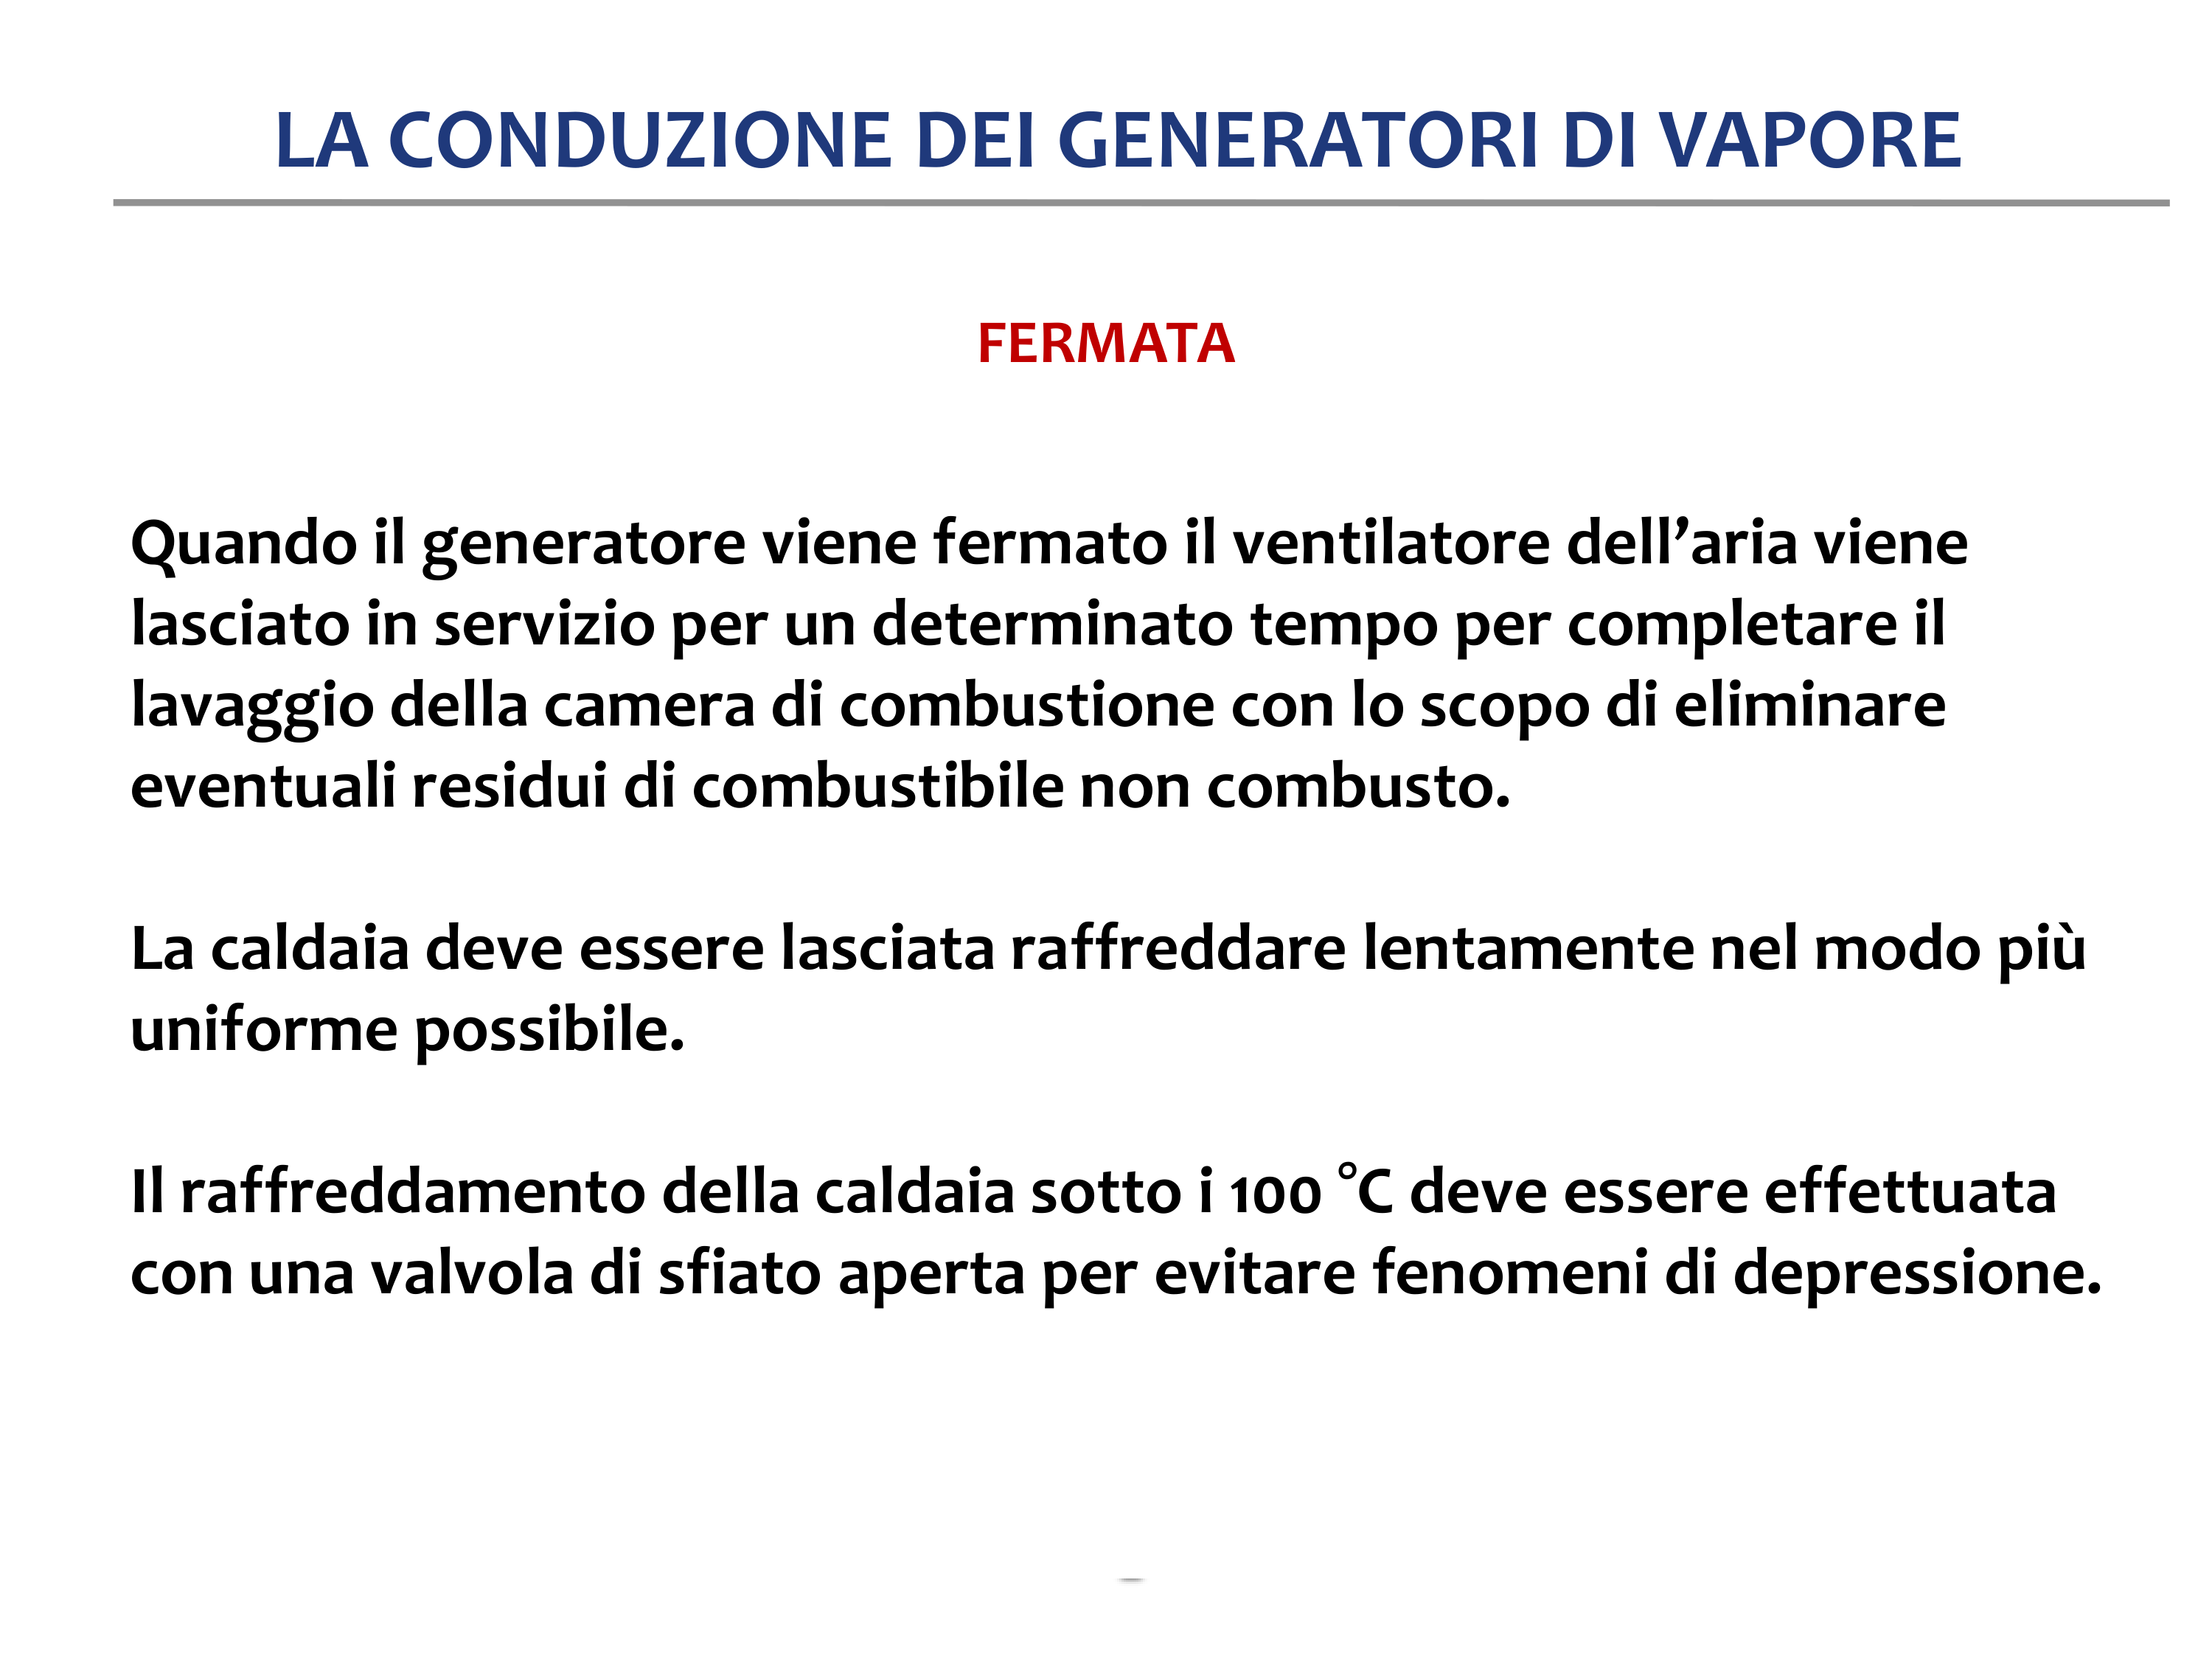 LA CONDUZIONE DEI GENERATORI DI VAPORE
FERMATA
Quando il generatore viene fermato il ventilatore dell’aria viene
lasciato in servizio per un determinato tempo per completare il
lavaggio della camera di combustione con lo scopo di eliminare
eventuali residui di combustibile non combusto.
La caldaia deve essere lasciata raffreddare lentamente nel modo più
uniforme possibile.
Il raffreddamento della caldaia sotto i 100 °C deve essere effettuata
con una valvola di sfiato aperta per evitare fenomeni di depressione.